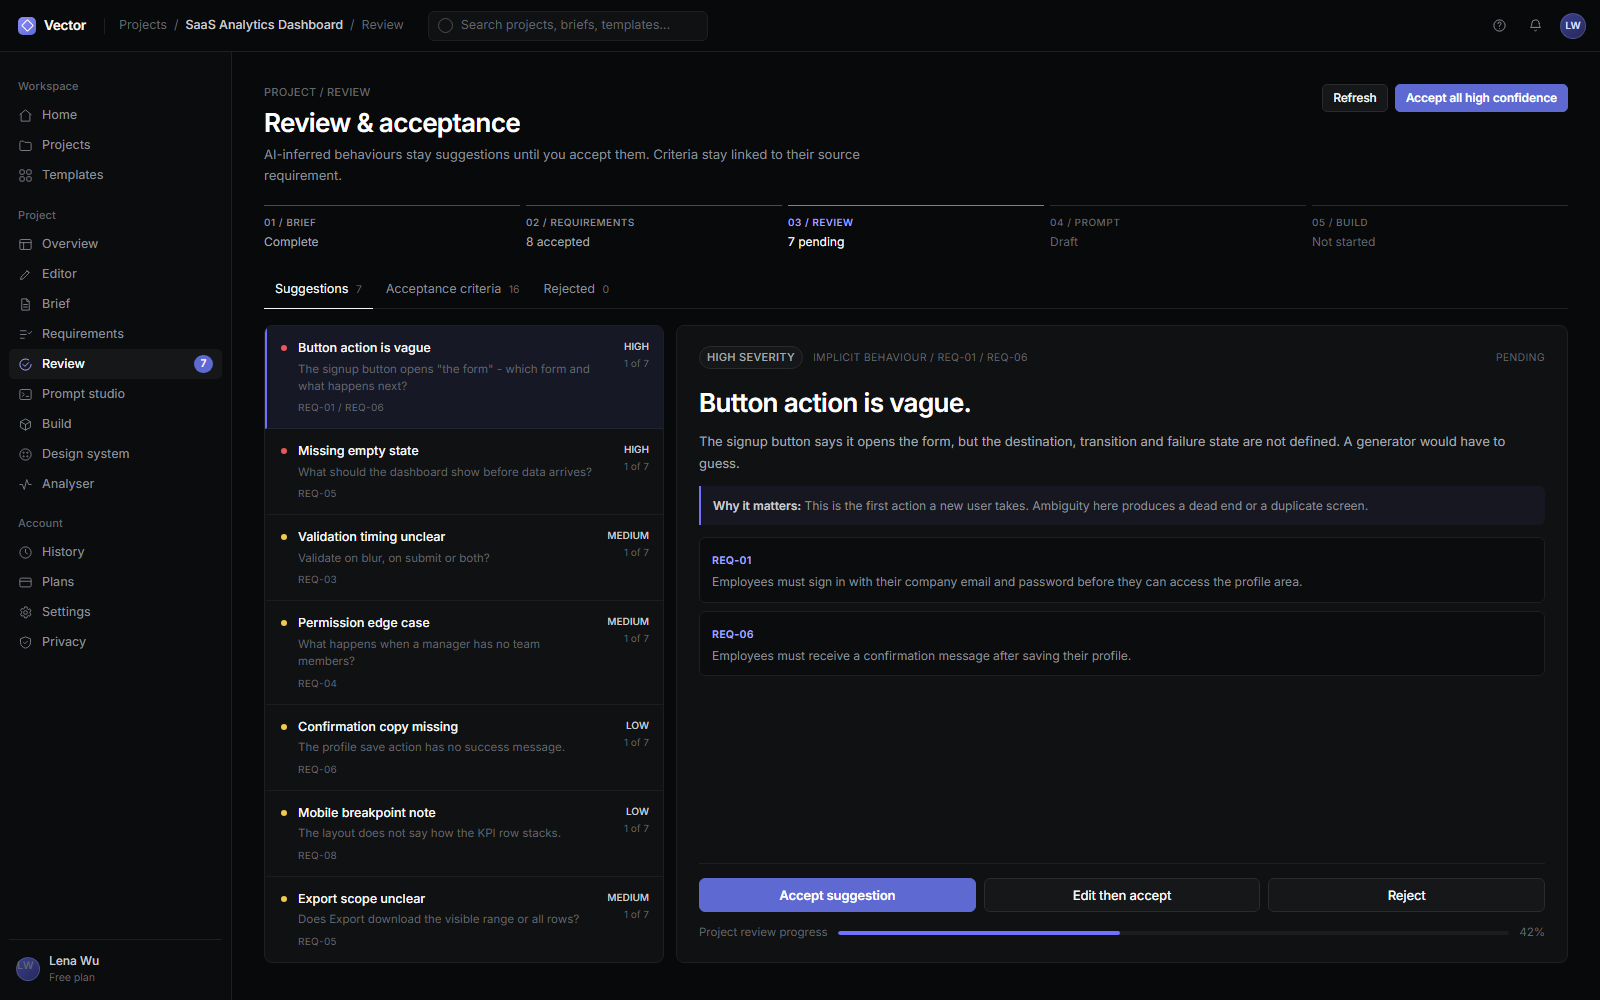 Vector
Projects / SaaS Analytics Dashboard / Review
Search projects, briefs, templates...
LW
Workspace
Home
Projects
Templates
Project
Overview
Editor
Brief
Requirements
Review 7
Prompt studio
Build
Design system
Analyser
Account
History
Plans
Settings
Privacy
LW
Lena Wu
Free plan
PROJECT / REVIEW
Review & acceptance
AI-inferred behaviours stay suggestions until you accept them. Criteria stay linked to their source
requirement.
Refresh
Accept all high confidence
01 / BRIEF
Complete
02 / REQUIREMENTS
8 accepted
03 / REVIEW
7 pending
04 / PROMPT
Draft
05 / BUILD
Not started
Suggestions 7
Acceptance criteria 16
Rejected 0
Button action is vague
HIGH
The signup button opens "the form" - which form and
what happens next?
1 of 7
REQ-01 / REQ-06
Missing empty state
HIGH
What should the dashboard show before data arrives?
1 of 7
REQ-05
Validation timing unclear
MEDIUM
Validate on blur, on submit or both?
1 of 7
REQ-03
Permission edge case
MEDIUM
What happens when a manager has no team
members?
1 of 7
REQ-04
Confirmation copy missing
LOW
The profile save action has no success message.
1 of 7
REQ-06
Mobile breakpoint note
LOW
The layout does not say how the KPI row stacks.
1 of 7
REQ-08
Export scope unclear
MEDIUM
Does Export download the visible range or all rows?
1 of 7
REQ-05
HIGH SEVERITY
IMPLICIT BEHAVIOUR / REQ-01 / REQ-06
PENDING
Button action is vague.
The signup button says it opens the form, but the destination, transition and failure state are not defined. A generator would have to
guess.
Why it matters: This is the first action a new user takes. Ambiguity here produces a dead end or a duplicate screen.
REQ-01
Employees must sign in with their company email and password before they can access the profile area.
REQ-06
Employees must receive a confirmation message after saving their profile.
Accept suggestion
Edit then accept
Reject
Project review progress
42%